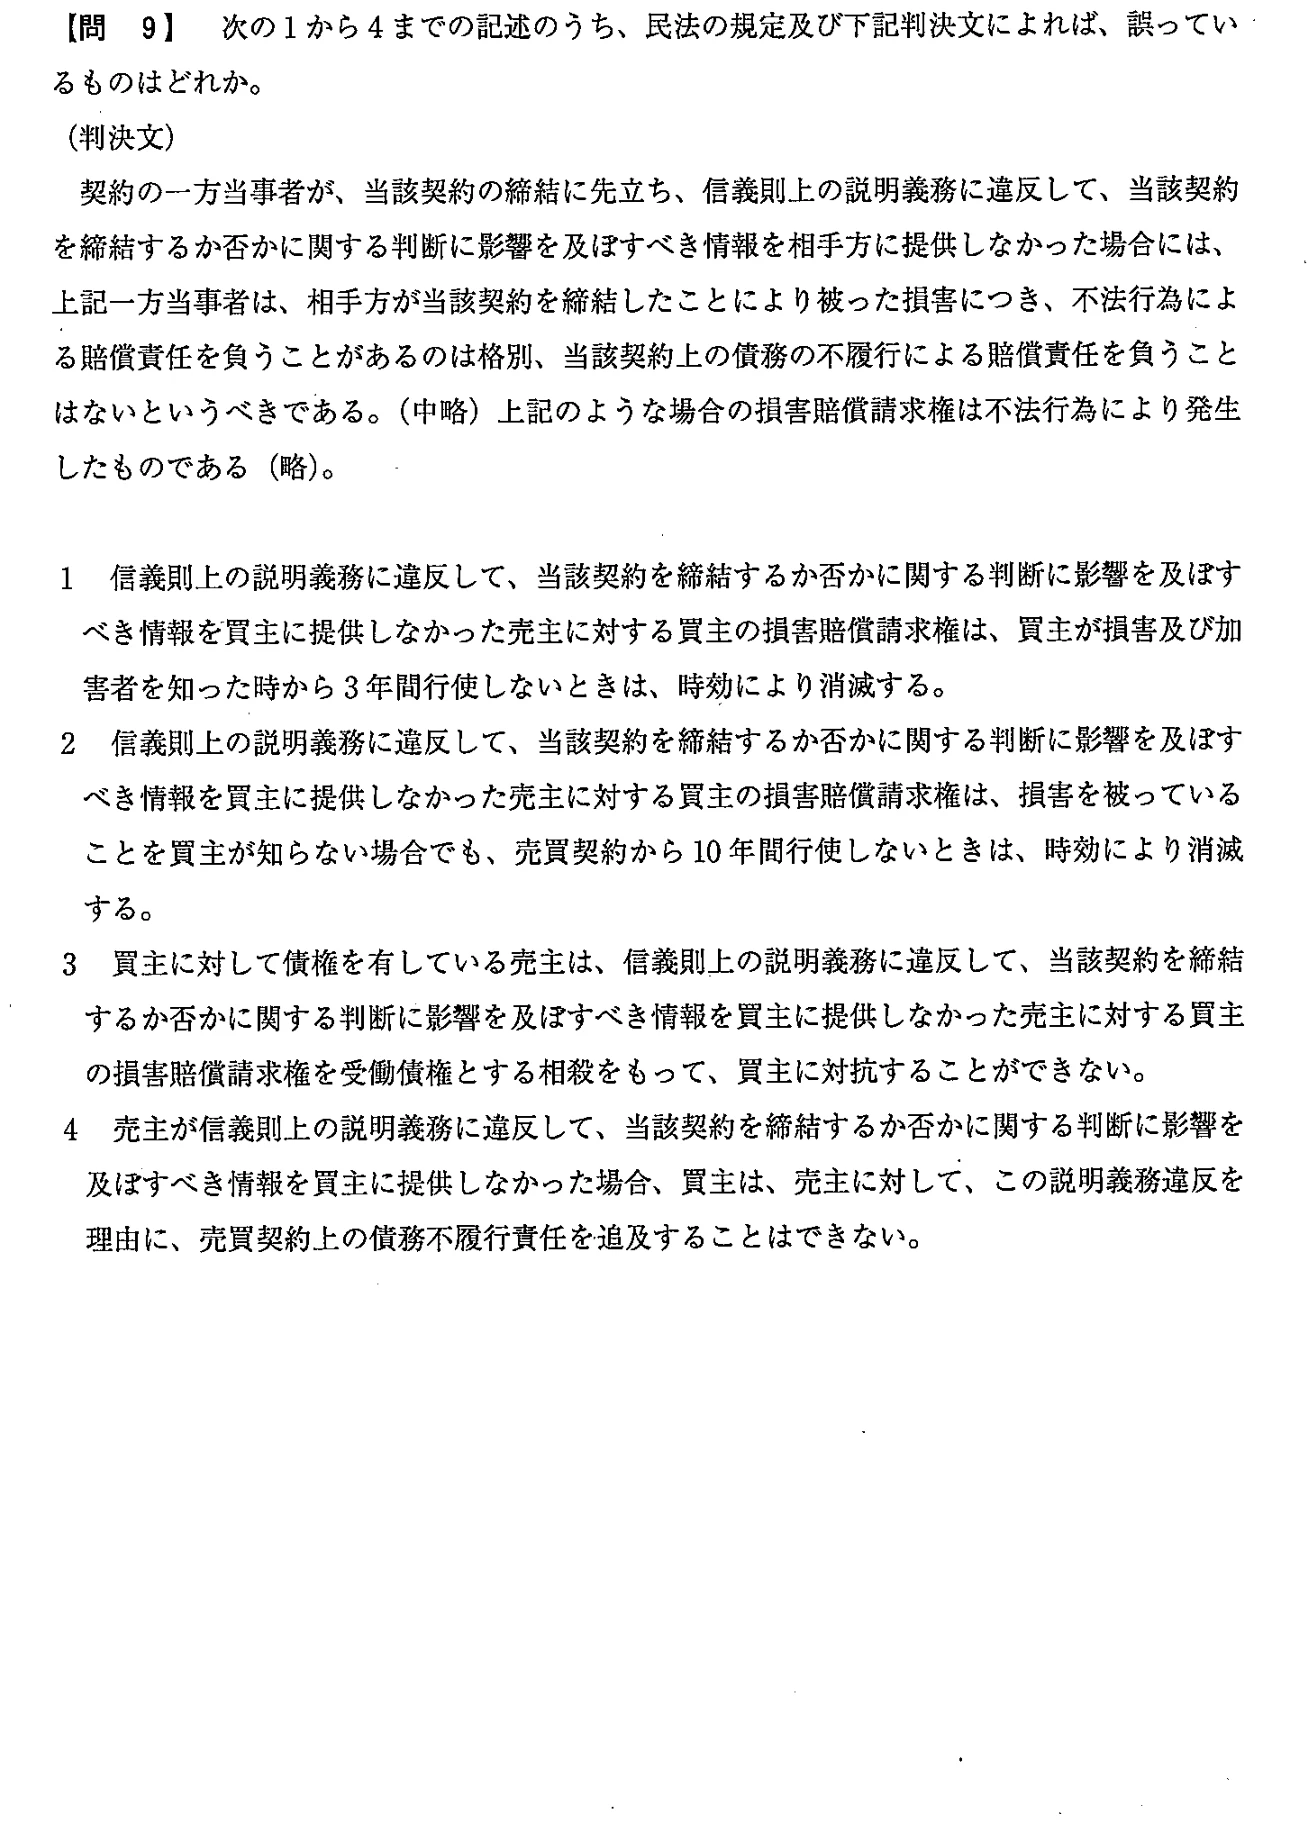 【問　9】　次の1から4までの記述のうち、民法の規定及び下記判決文によれば、誤ってい
るものはどれか。
（判決文）
契約の一方当事者が、当該契約の締結に先立ち、信義則上の説明義務に違反して、当該契約
を締結するか否かに関する判断に影響を及ぼすべき情報を相手方に提供しなかった場合には、
上記一方当事者は、相手方が当該契約を締結したことにより被った損害につき、不法行為によ
る賠償責任を負うことがあるのは格別、当該契約上の債務の不履行による賠償責任を負うこと
はないというべきである。（中略）上記のような場合の損害賠償請求権は不法行為により発生
したものである（略）。
1　信義則上の説明義務に違反して、当該契約を締結するか否かに関する判断に影響を及ぼす
べき情報を買主に提供しなかった売主に対する買主の損害賠償請求権は、買主が損害及び加
害者を知った時から3年間行使しないときは、時効により消滅する。
2　信義則上の説明義務に違反して、当該契約を締結するか否かに関する判断に影響を及ぼす
べき情報を買主に提供しなかった売主に対する買主の損害賠償請求権は、損害を被っている
ことを買主が知らない場合でも、売買契約から10年間行使しないときは、時効により消滅
する。
3　買主に対して債権を有している売主は、信義則上の説明義務に違反して、当該契約を締結
するか否かに関する判断に影響を及ぼすべき情報を買主に提供しなかった売主に対する買主
の損害賠償請求権を受働債権とする相殺をもって、買主に対抗することができない。
4　売主が信義則上の説明義務に違反して、当該契約を締結するか否かに関する判断に影響を
及ぼすべき情報を買主に提供しなかった場合、買主は、売主に対して、この説明義務違反を
理由に、売買契約上の債務不履行責任を追及することはできない。